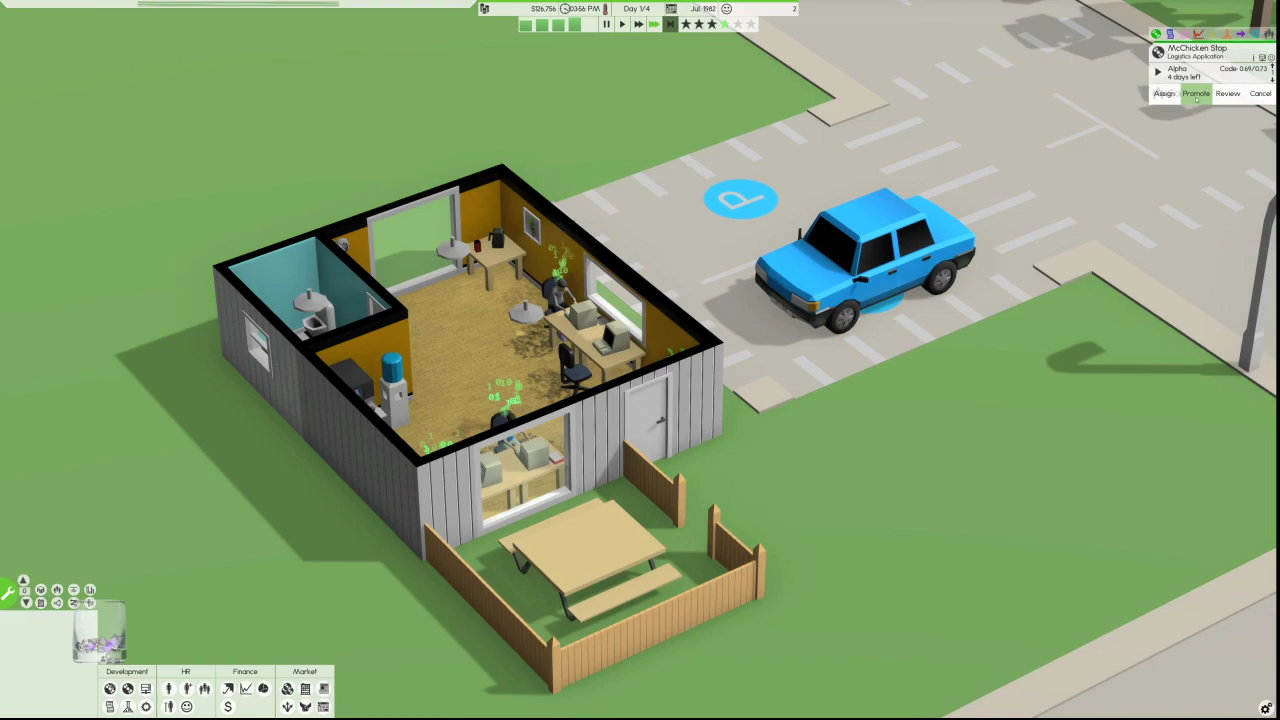 $126,756 03:56 PM Day 1/4 Jul 1982 2
McChicken Stop
Logistics Application
Alpha Code 0.69/0.73
4 days left
Assign Promote Review Cancel
P
0
Development HR Finance Market